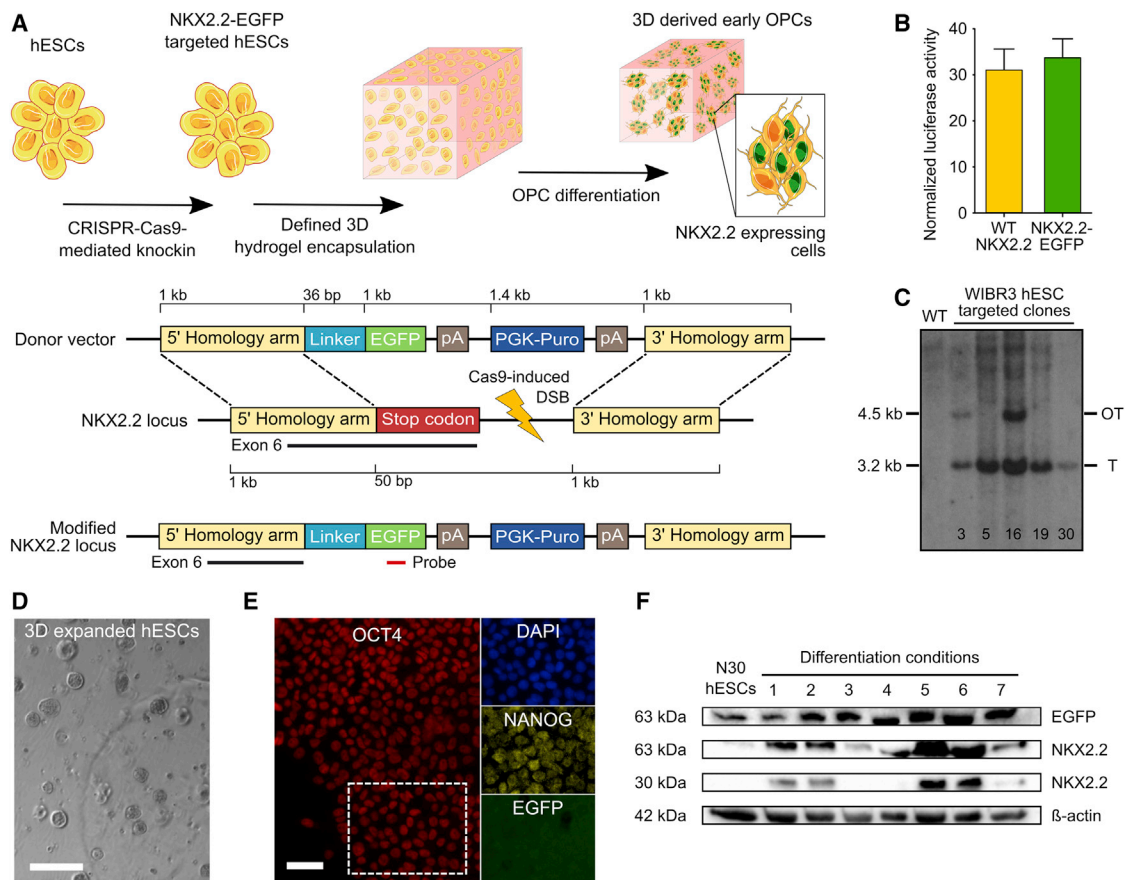 A
hESCs
NKX2.2-EGFP
targeted hESCs
3D derived early OPCs
CRISPR-Cas9-
mediated knockin
Defined 3D
hydrogel encapsulation
OPC differentiation
NKX2.2 expressing
cells
1 kb 36 bp 1 kb 1.4 kb 1 kb
Donor vector 5' Homology arm Linker EGFP pA PGK-Puro pA 3' Homology arm
Cas9-induced
DSB
NKX2.2 locus 5' Homology arm Stop codon 3' Homology arm
Exon 6
1 kb 50 bp 1 kb
Modified
NKX2.2 locus
5' Homology arm Linker EGFP pA PGK-Puro pA 3' Homology arm
Exon 6 Probe
B
Normalized luciferase activity
40
30
20
10
0
WT
NKX2.2
NKX2.2-
EGFP
C
WIBR3 hESC
targeted clones
WT
4.5 kb OT
3.2 kb T
3 5 16 19 30
D
3D expanded hESCs
E
OCT4
DAPI
NANOG
EGFP
F
N30
hESCs
Differentiation conditions
1 2 3 4 5 6 7
63 kDa EGFP
63 kDa NKX2.2
30 kDa NKX2.2
42 kDa ß-actin